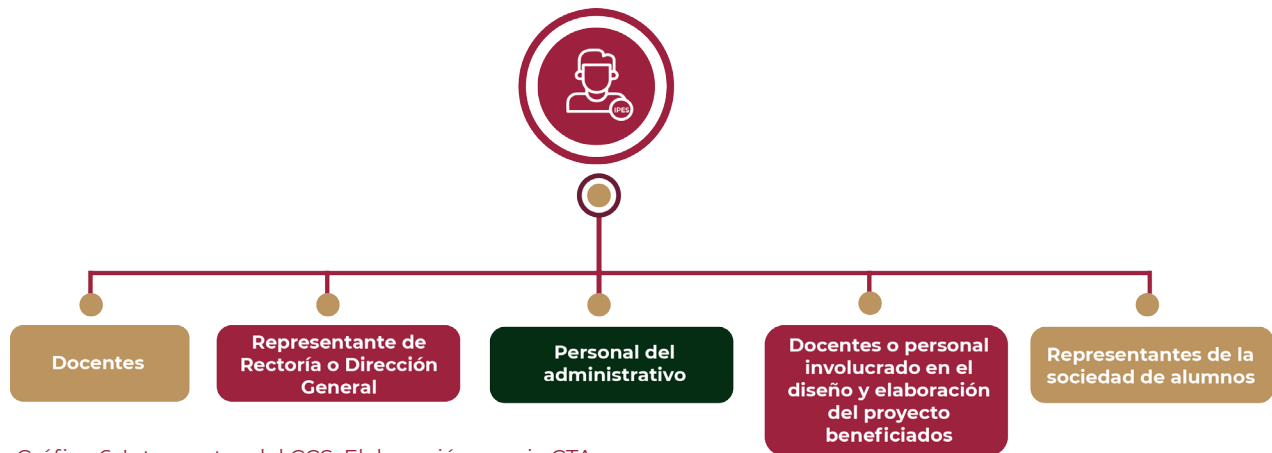 IPES
Docentes
Representante de
Rectoría o Dirección
General
Personal del
administrativo
Docentes o personal
involucrado en el
diseño y elaboración
del proyecto
beneficiados
Representantes de la
sociedad de alumnos